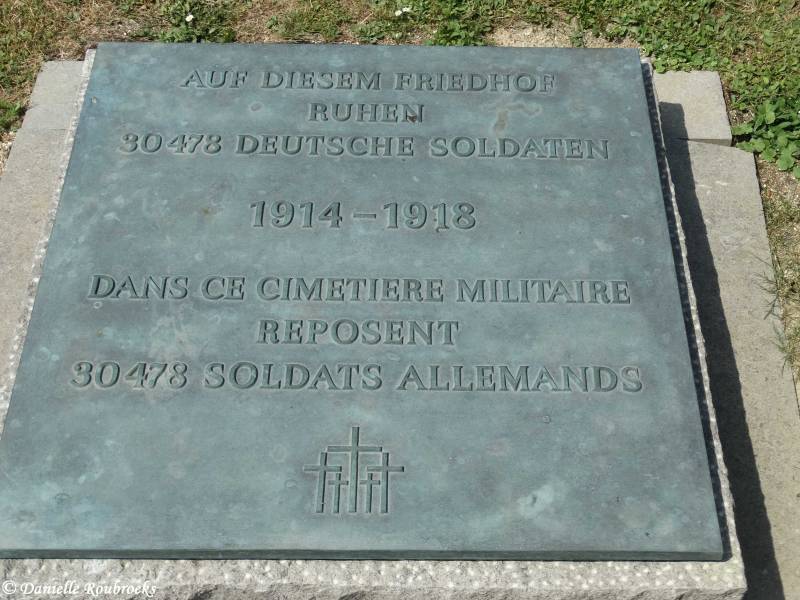 AUF DIESEM FRIEDHOF
RUHEN
30478 DEUTSCHE SOLDATEN
1914–1918
DANS CE CIMETIERE MILITAIRE
REPOSENT
30478 SOLDATS ALLEMANDS
© Danielle Roubroeks